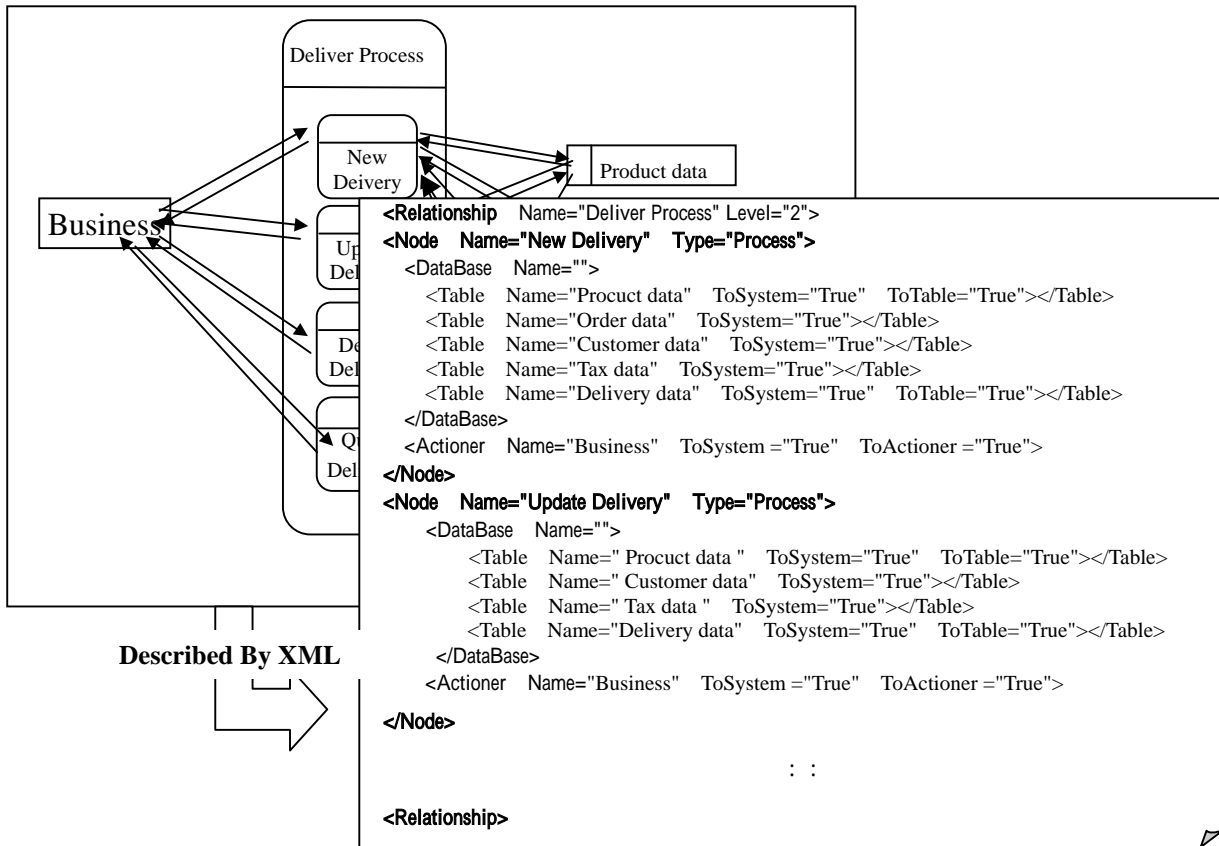 Deliver Process
New
Deivery
Product data
Business
Up
Del
De
Del
Qu
Del
Described By XML
<Relationship Name="Deliver Process" Level="2">
<Node Name="New Delivery" Type="Process">
<DataBase Name="">
<Table Name="Procuct data" ToSystem="True" ToTable="True"></Table>
<Table Name="Order data" ToSystem="True"></Table>
<Table Name="Customer data" ToSystem="True"></Table>
<Table Name="Tax data" ToSystem="True"></Table>
<Table Name="Delivery data" ToSystem="True" ToTable="True"></Table>
</DataBase>
<Actioner Name="Business" ToSystem ="True" ToActioner ="True">
</Node>
<Node Name="Update Delivery" Type="Process">
<DataBase Name="">
<Table Name=" Procuct data " ToSystem="True" ToTable="True"></Table>
<Table Name=" Customer data" ToSystem="True"></Table>
<Table Name=" Tax data " ToSystem="True"></Table>
<Table Name="Delivery data" ToSystem="True" ToTable="True"></Table>
</DataBase>
<Actioner Name="Business" ToSystem ="True" ToActioner ="True">
</Node>
: :
<Relationship>